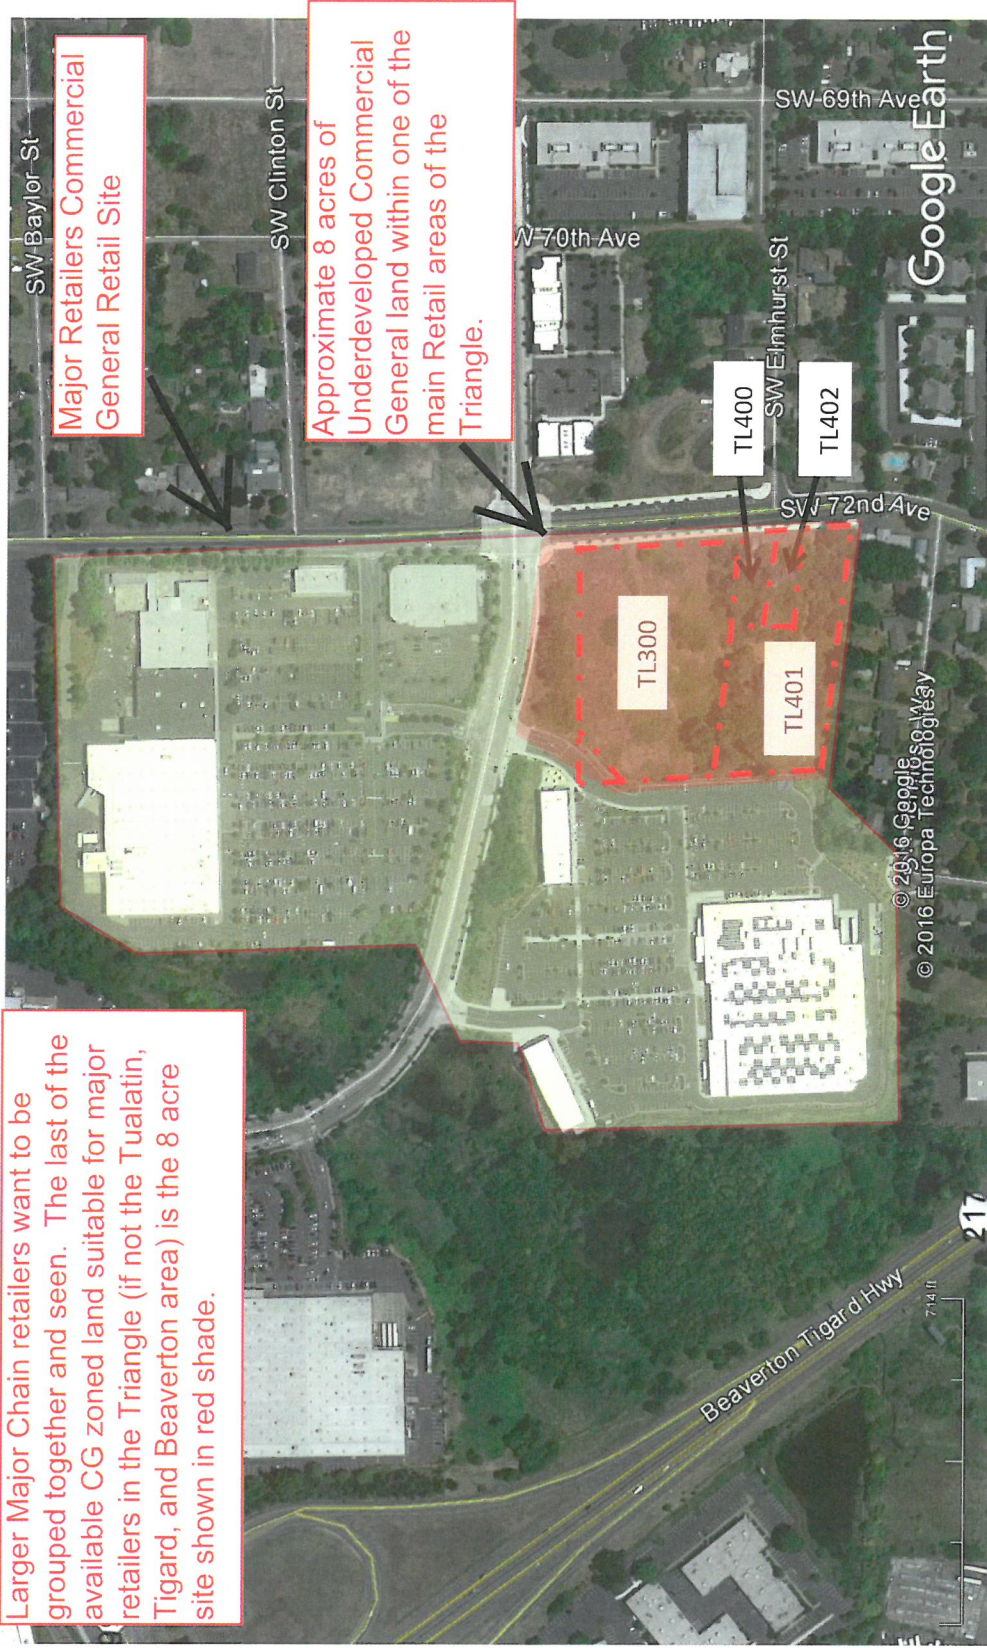 Larger Major Chain retailers want to be
grouped together and seen. The last of the
available CG zoned land suitable for major
retailers in the Triangle (if not the Tualatin,
Tigard, and Beaverton area) is the 8 acre
site shown in red shade.
Major Retailers Commercial
General Retail Site
Approximate 8 acres of
Underdeveloped Commercial
General land within one of the
main Retail areas of the
Triangle.
SW Baylor St
SW Clinton St
SW 69th Ave
W 70th Ave
SW Elmhurst St
SW 72nd Ave
TL300
TL400
TL401
TL402
Beaverton Tigard Hwy
217
714 ft
© 2016 Google
© 2016 Europa Technologies
Google Earth